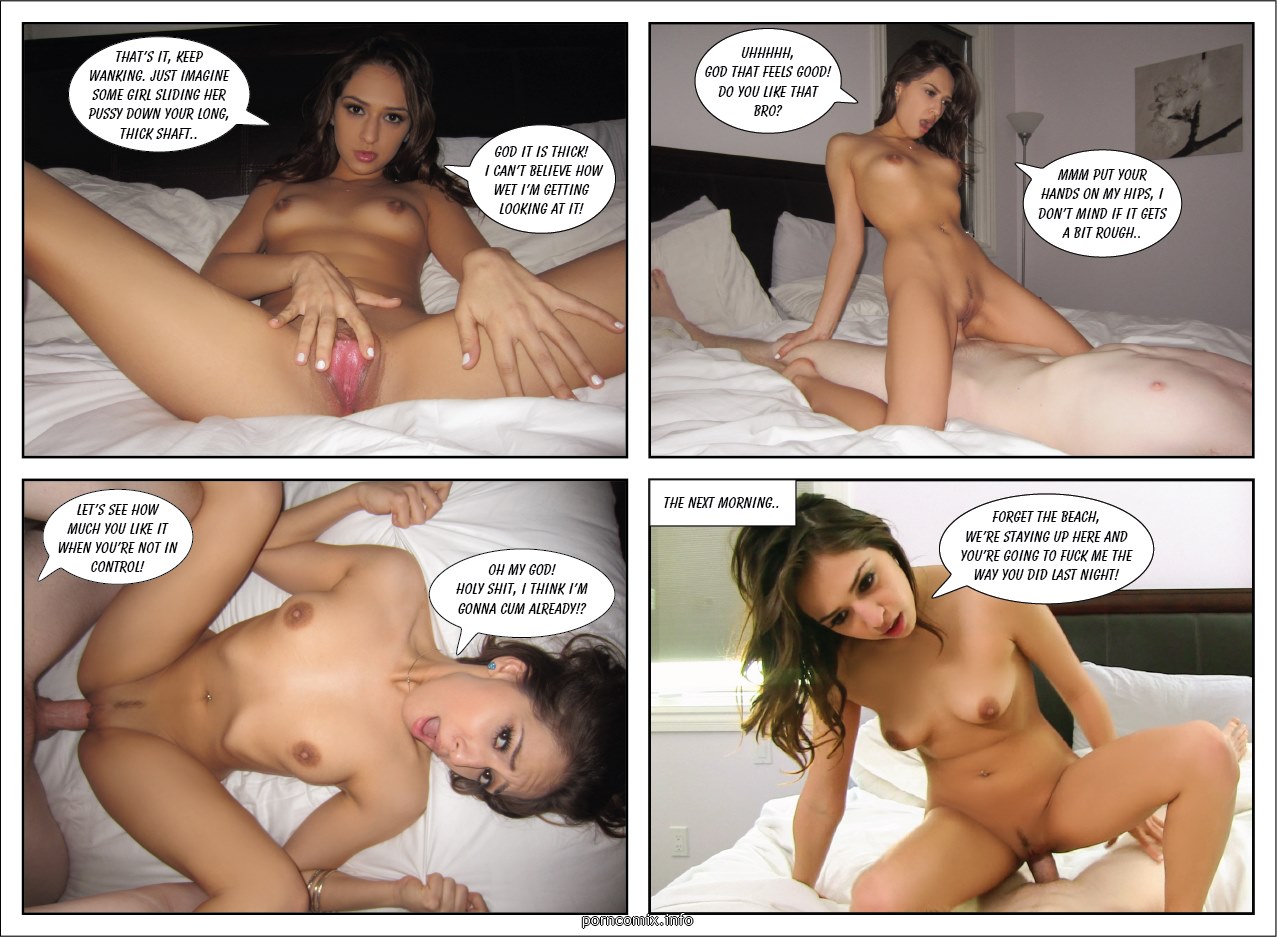 THAT'S IT, KEEP
WANKING. JUST IMAGINE
SOME GIRL SLIDING HER
PUSSY DOWN YOUR LONG,
THICK SHAFT..
GOD IT IS THICK!
I CAN'T BELIEVE HOW
WET I'M GETTING
LOOKING AT IT!
UHHHHH,
GOD THAT FEELS GOOD!
DO YOU LIKE THAT
BRO?
MMM PUT YOUR
HANDS ON MY HIPS, I
DON'T MIND IF IT GETS
A BIT ROUGH..
LET'S SEE HOW
MUCH YOU LIKE IT
WHEN YOU'RE NOT IN
CONTROL!
OH MY GOD!
HOLY SHIT, I THINK I'M
GONNA CUM ALREADY!?
THE NEXT MORNING..
FORGET THE BEACH,
WE'RE STAYING UP HERE AND
YOU'RE GOING TO FUCK ME THE
WAY YOU DID LAST NIGHT!
porncomix.info